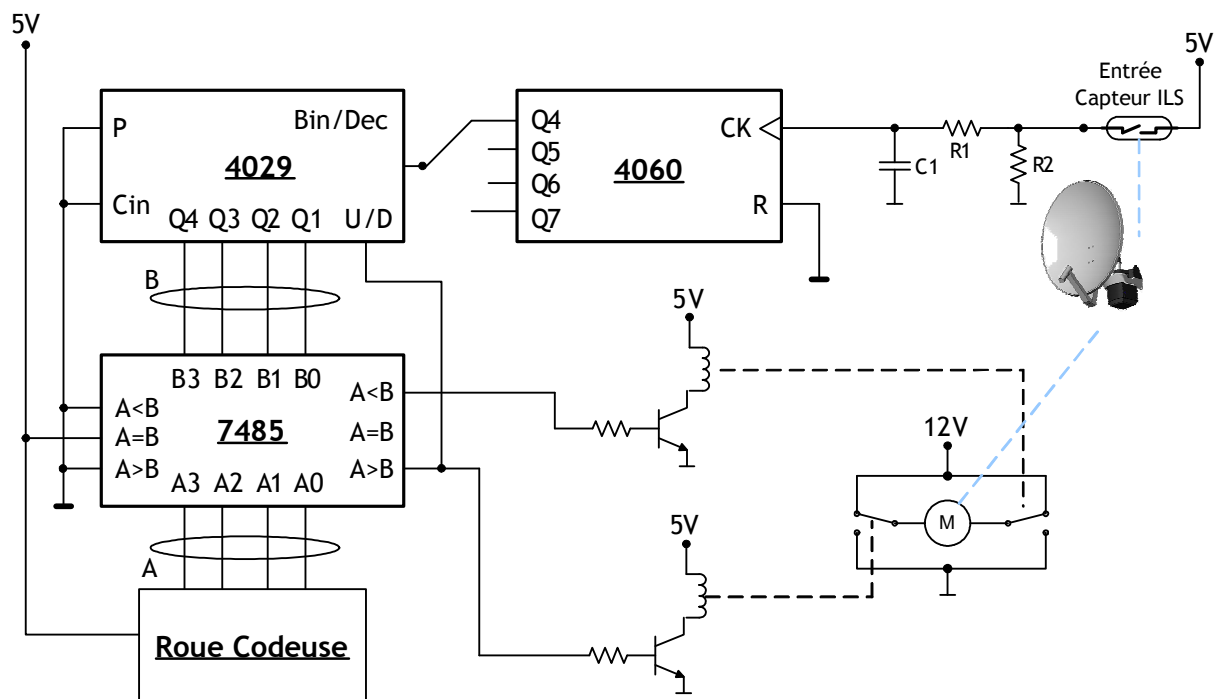 5V
P
Bin/Dec
4029
Cin
Q4 Q3 Q2 Q1 U/D
Q4
Q5
Q6
Q7
CK
4060
R
C1
R1
R2
Entrée
Capteur ILS
5V
B
B3 B2 B1 B0
A<B
A=B
A>B
7485
A<B
A=B
A>B
A3 A2 A1 A0
A
Roue Codeuse
5V
5V
12V
M